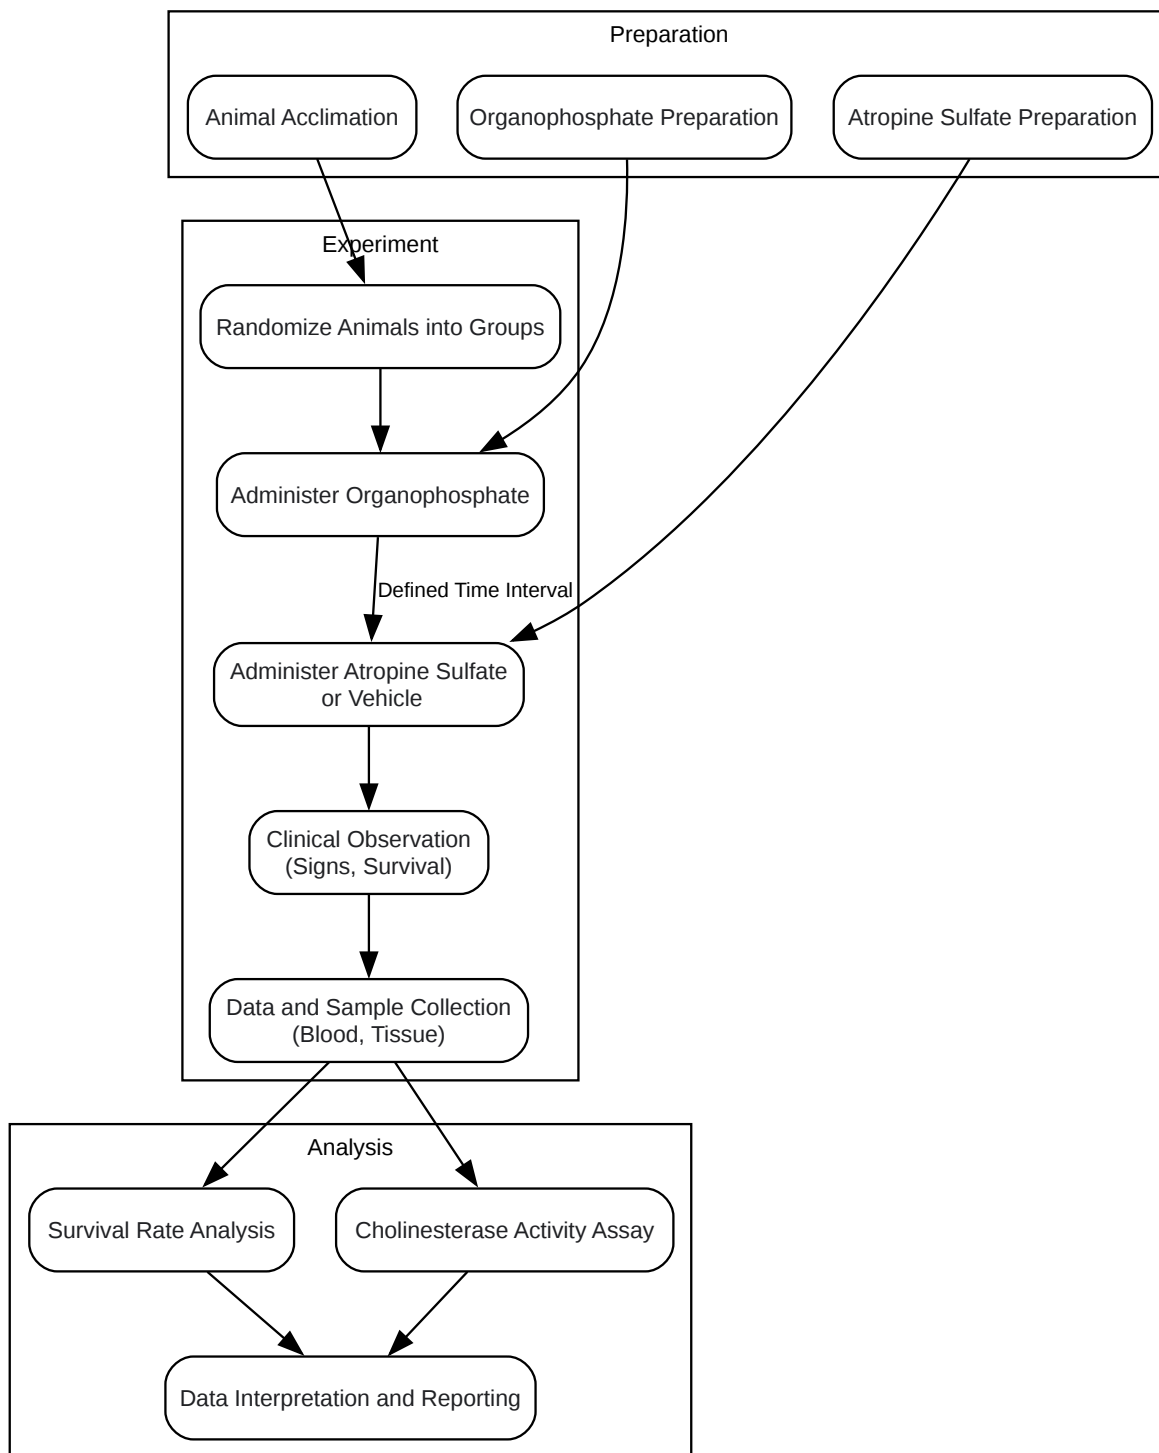 Preparation
Animal Acclimation
Organophosphate Preparation
Atropine Sulfate Preparation
Experiment
Randomize Animals into Groups
Administer Organophosphate
Defined Time Interval
Administer Atropine Sulfate
or Vehicle
Clinical Observation
(Signs, Survival)
Data and Sample Collection
(Blood, Tissue)
Analysis
Survival Rate Analysis
Cholinesterase Activity Assay
Data Interpretation and Reporting